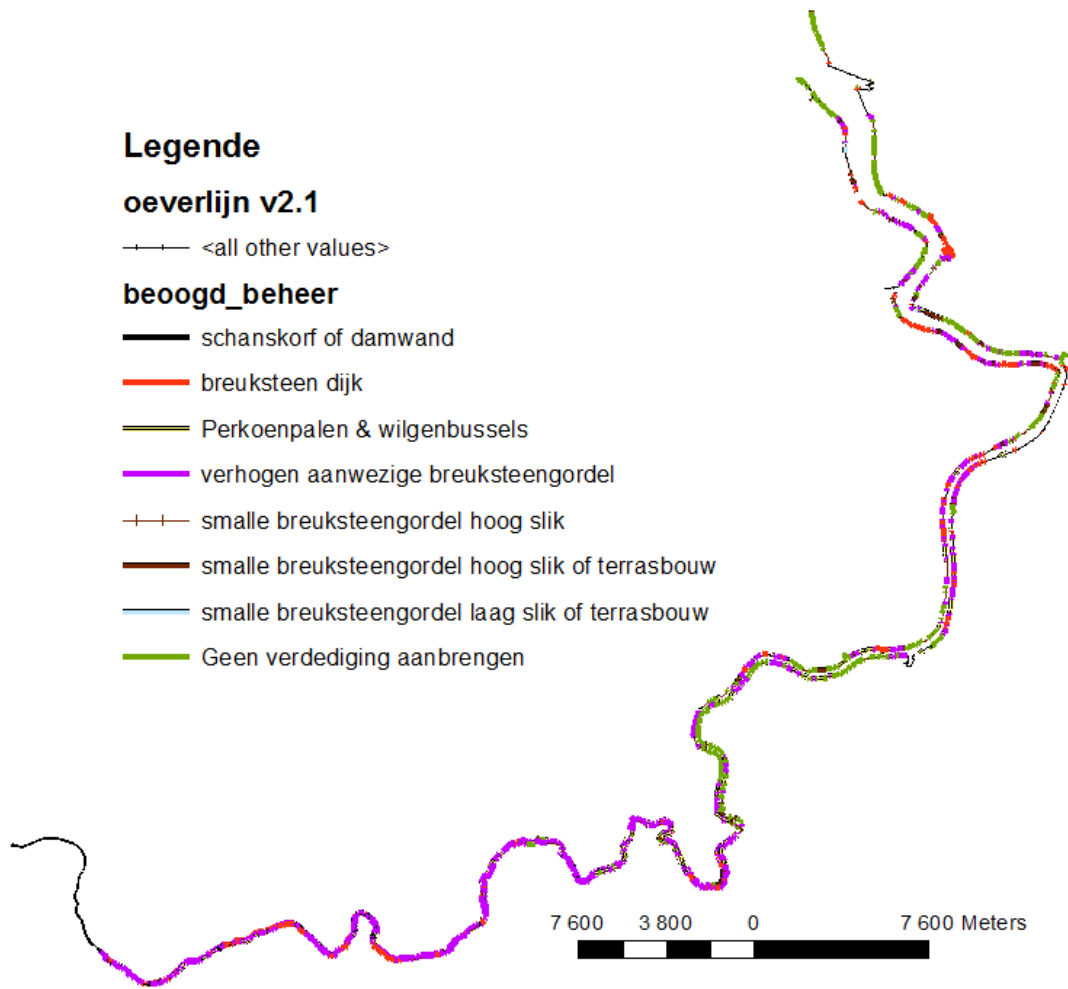 Legende
oeverlijn v2.1
<all other values>
beoogd_beheer
schanskorf of damwand
breuksteen dijk
Perkoenpalen & wilgenbussels
verhogen aanwezige breuksteengordel
smalle breuksteengordel hoog slik
smalle breuksteengordel hoog slik of terrasbouw
smalle breuksteengordel laag slik of terrasbouw
Geen verdediging aanbrengen
7 600 3 800 0 7 600 Meters